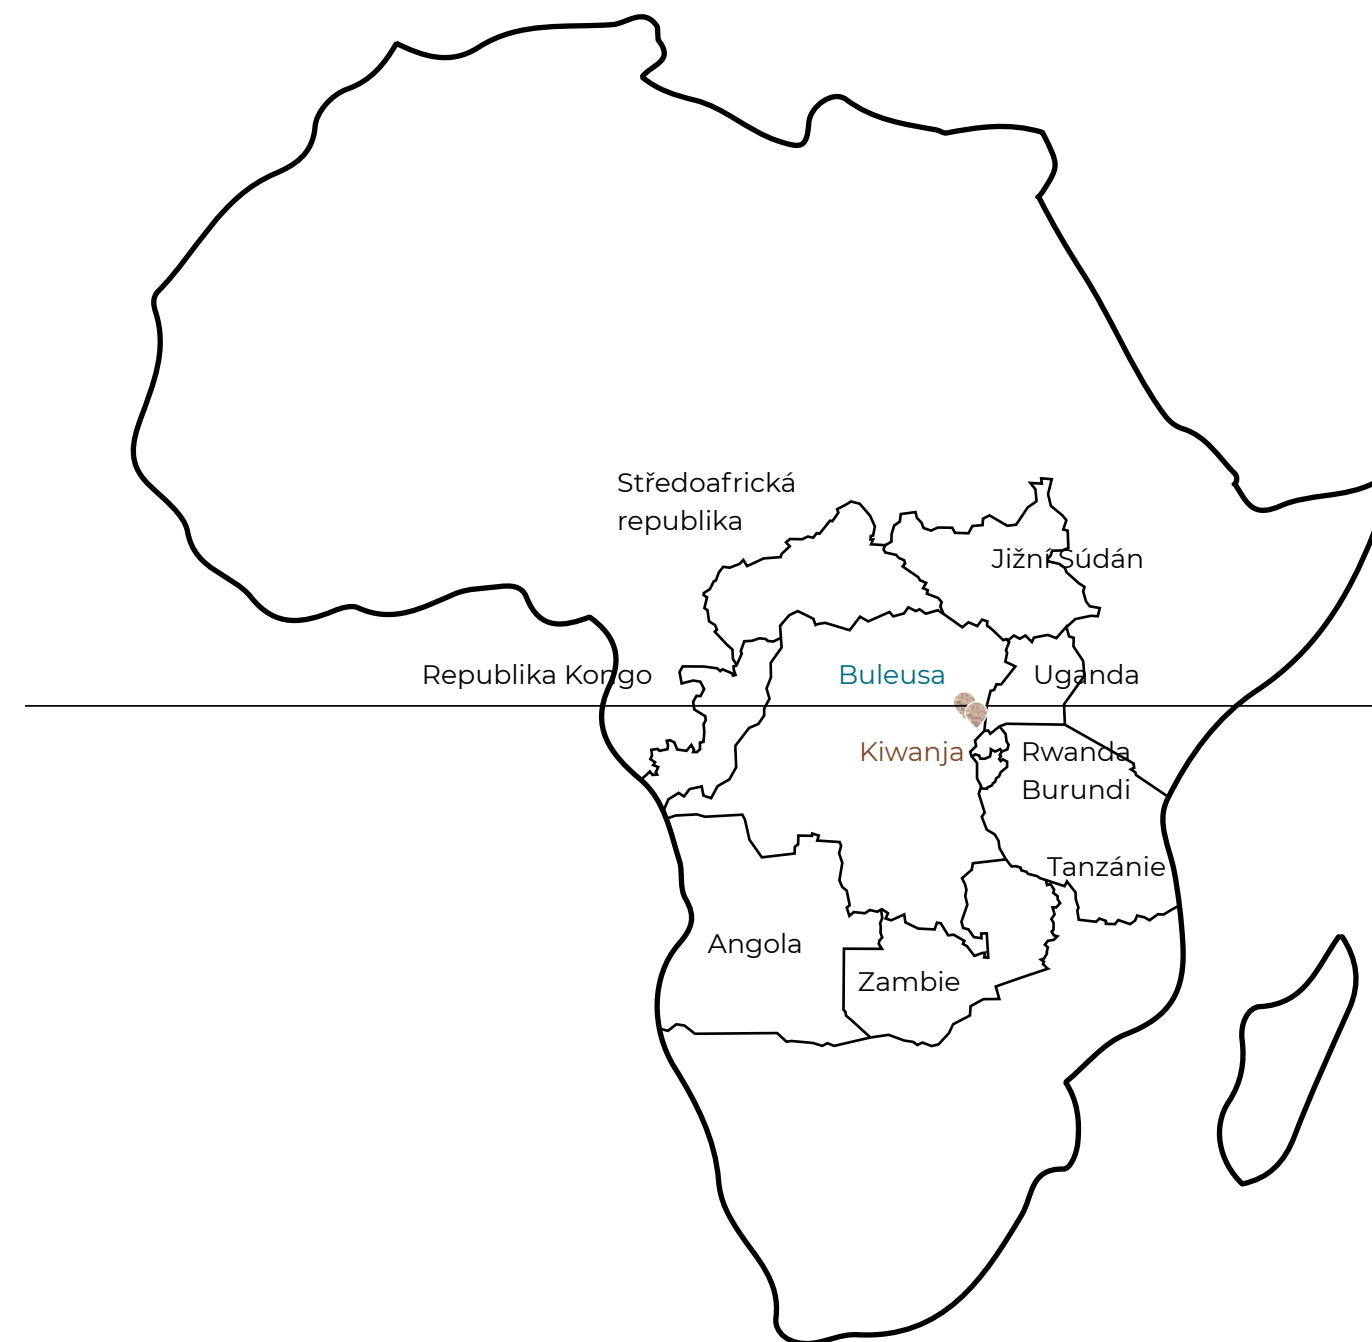 Středoafrická
republika
Jižní Súdán
Republika Kongo
Buleusa
Uganda
Kiwanja
Rwanda
Burundi
Tanzánie
Angola
Zambie